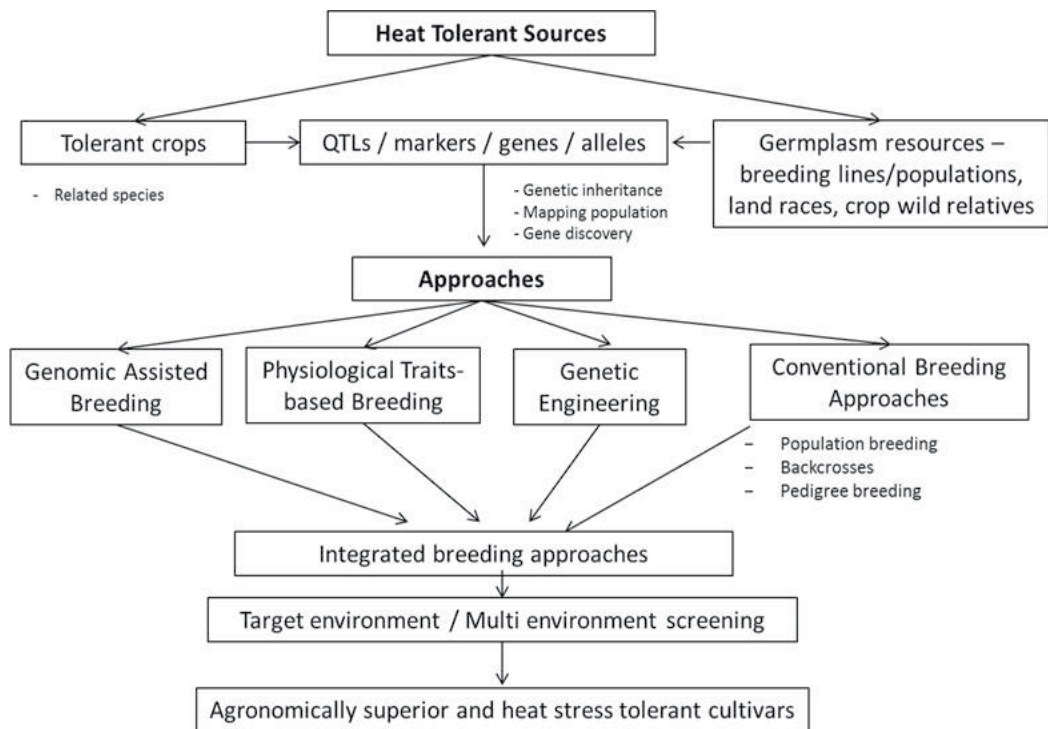 Heat Tolerant Sources
Tolerant crops
QTLs / markers / genes / alleles
Germplasm resources –
breeding lines/populations,
land races, crop wild relatives
- Related species
- Genetic inheritance
- Mapping population
- Gene discovery
Approaches
Genomic Assisted
Breeding
Physiological Traits-
based Breeding
Genetic
Engineering
Conventional Breeding
Approaches
– Population breeding
– Backcrosses
– Pedigree breeding
Integrated breeding approaches
Target environment / Multi environment screening
Agronomically superior and heat stress tolerant cultivars